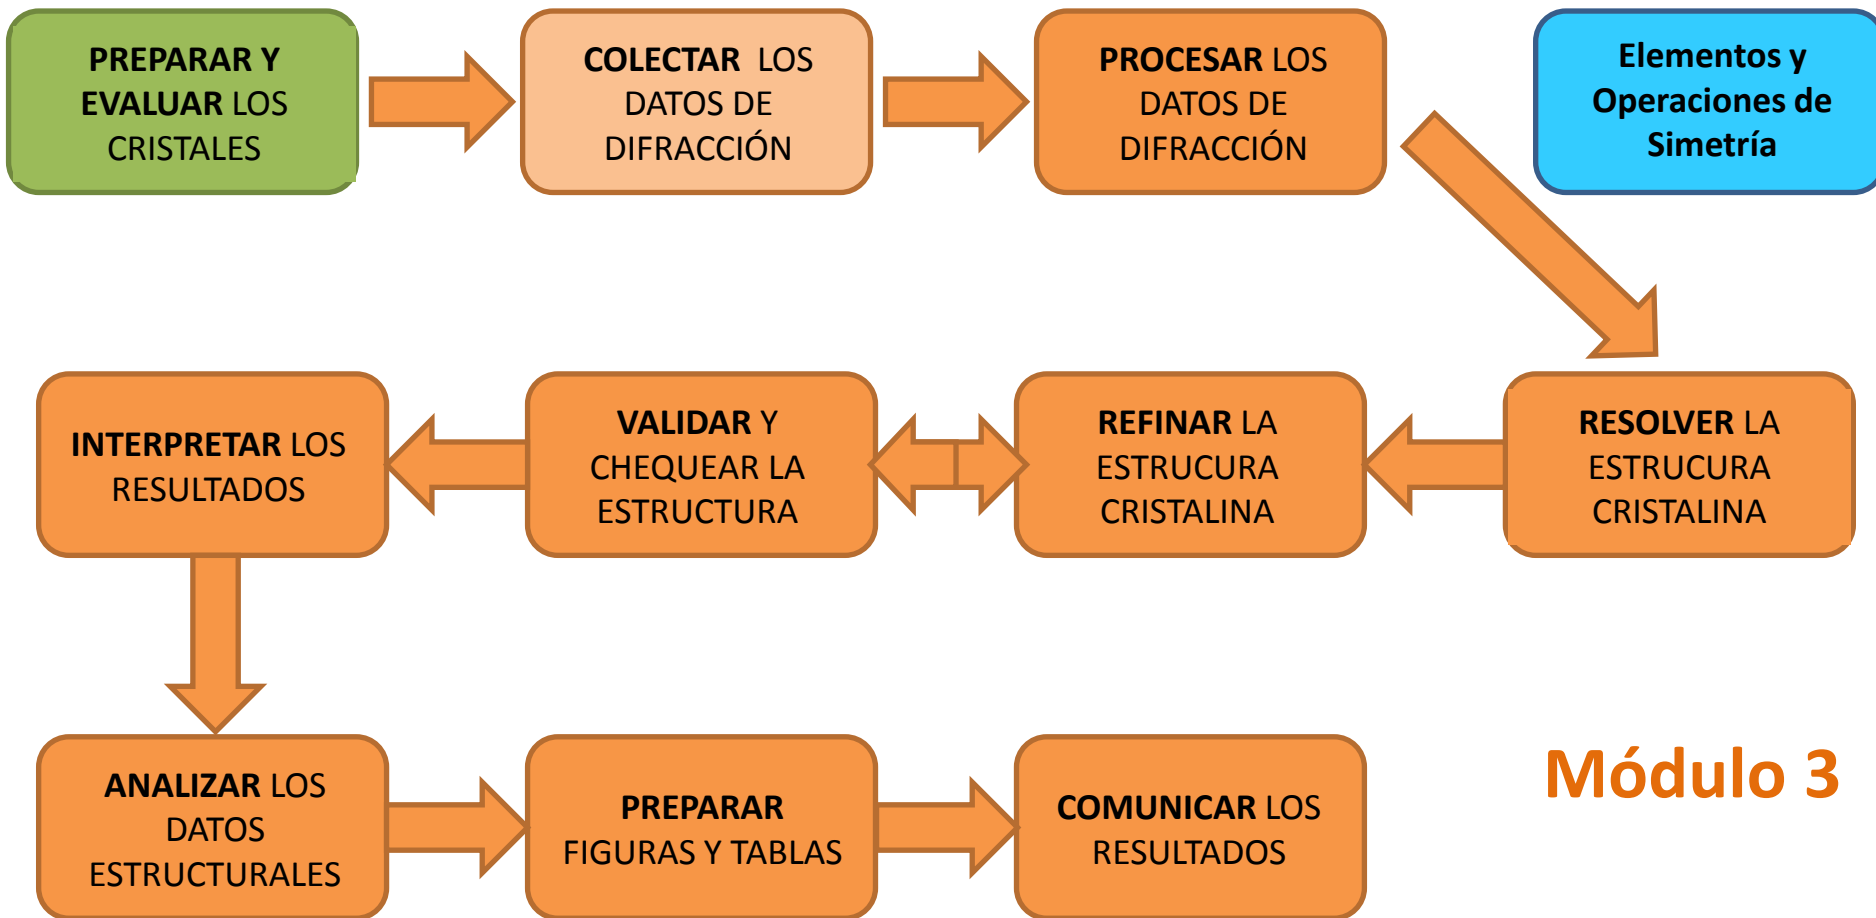 PREPARAR Y
EVALUAR LOS
CRISTALES
COLECTAR LOS
DATOS DE
DIFRACCIÓN
PROCESAR LOS
DATOS DE
DIFRACCIÓN
Elementos y
Operaciones de
Simetría
INTERPRETAR LOS
RESULTADOS
VALIDAR Y
CHEQUEAR LA
ESTRUCTURA
REFINAR LA
ESTRUCURA
CRISTALINA
RESOLVER LA
ESTRUCURA
CRISTALINA
ANALIZAR LOS
DATOS
ESTRUCTURALES
PREPARAR
FIGURAS Y TABLAS
COMUNICAR LOS
RESULTADOS
Módulo 3